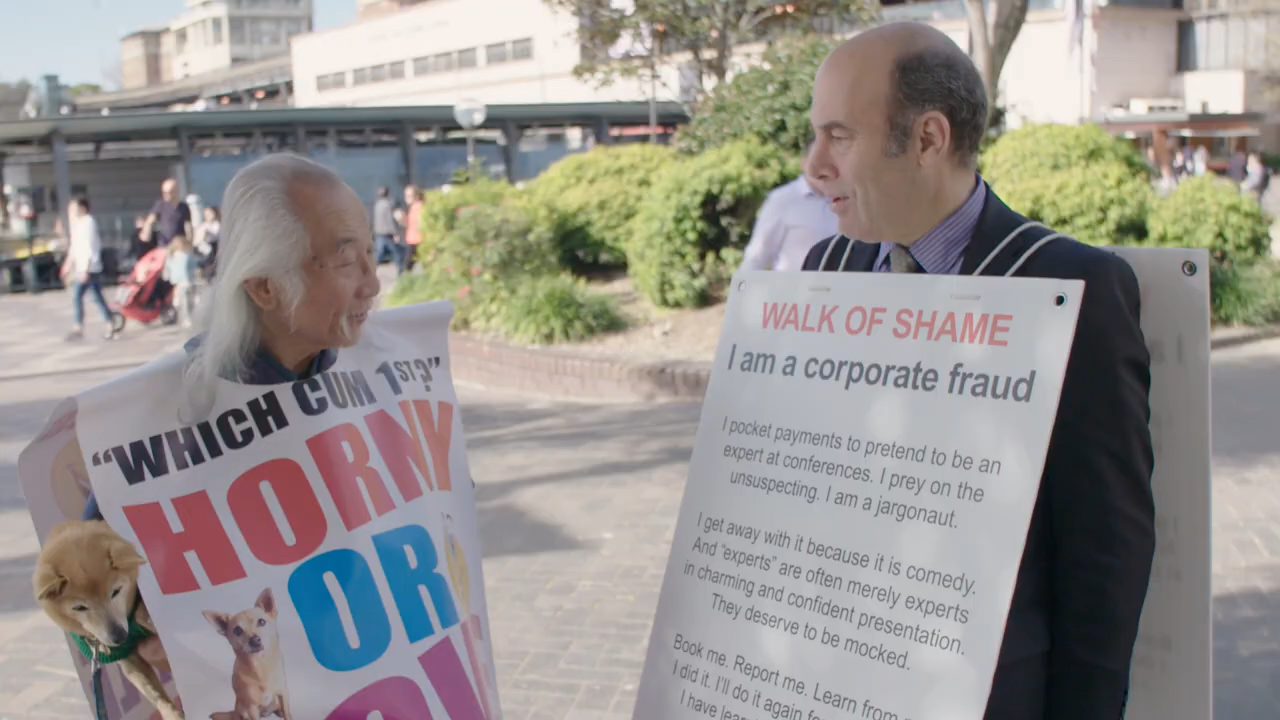 "WHICH CUM 1ST?"
HORNY
OR
WALK OF SHAME
I am a corporate fraud
I pocket payments to pretend to be an
expert at conferences. I prey on the
unsuspecting. I am a jargonaut.
I get away with it because it is comedy.
And "experts" are often merely experts
in charming and confident presentation.
They deserve to be mocked.
Book me. Report me. Learn from
I did it. I'll do it again
I have